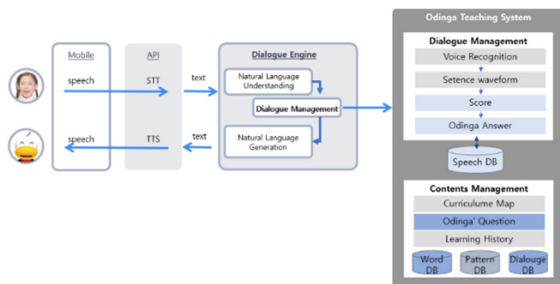 Odinga Teaching System
Mobile
API
Dialogue Engine
Dialogue Management
speech
STT
text
Natural Language
Understanding
Voice Recognition
Setence waveform
Dialogue Management
Score
speech
TTS
text
Natural Language
Generation
Odinga Answer
Speech DB
Contents Management
Curriculume Map
Odinga' Question
Learning History
Word
DB
Pattern
DB
Dialouge
DB